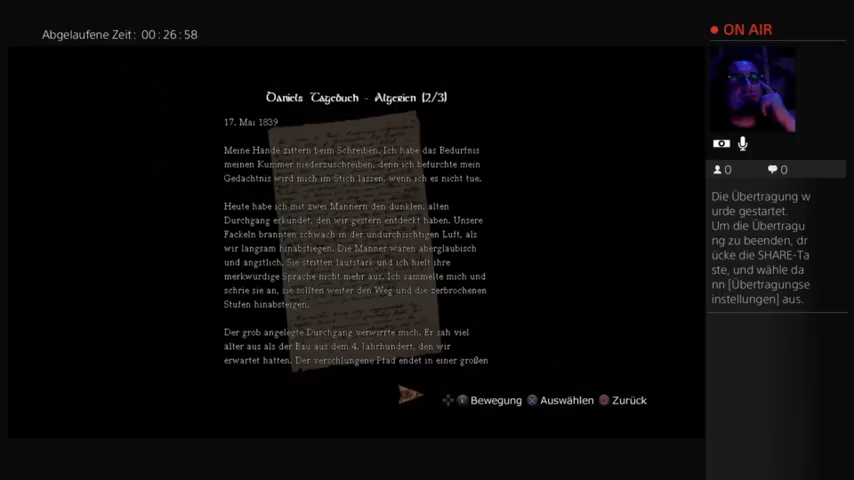 Abgelaufene Zeit: 00:26:58
ON AIR
Daniels Tagebuch - Algerien (2/3)
17. Mai 1839
Meine Hände zittern beim Schreiben. Ich habe das Bedürfnis
meinen Kummer niederzuschreiben, denn ich befürchte mein
Gedächtnis wird mich im Stich lassen, wenn ich es nicht tue.
Heute habe ich mit zwei Männern den dunklen, alten
Durchgang erkundet, den wir gestern entdeckt haben. Unsere
Fackeln brannten schwach in der undurchsichtigen Luft, als
wir langsam hinabstiegen. Die Männer waren abergläubisch
und ängstlich. Sie stritten lautstark und ich hielt ihre
merkwürdige Sprache nicht mehr aus. Ich sammelte mich und
schrie sie an, sie sollten weiter den Weg und die zerbrochenen
Stufen hinabsteigen.
Der grob angelegte Durchgang verwirrte mich. Er sah viel
älter aus als der Bau aus dem 4. Jahrhundert, den wir
erwartet hatten. Der verschlungene Pfad endet in einer großen
Bewegung Auswählen Zurück
0 0
Die Übertragung w
urde gestartet.
Um die Übertragu
ng zu beenden, dr
ücke die SHARE-Ta
ste, und wähle da
nn [Übertragungse
instellungen] aus.